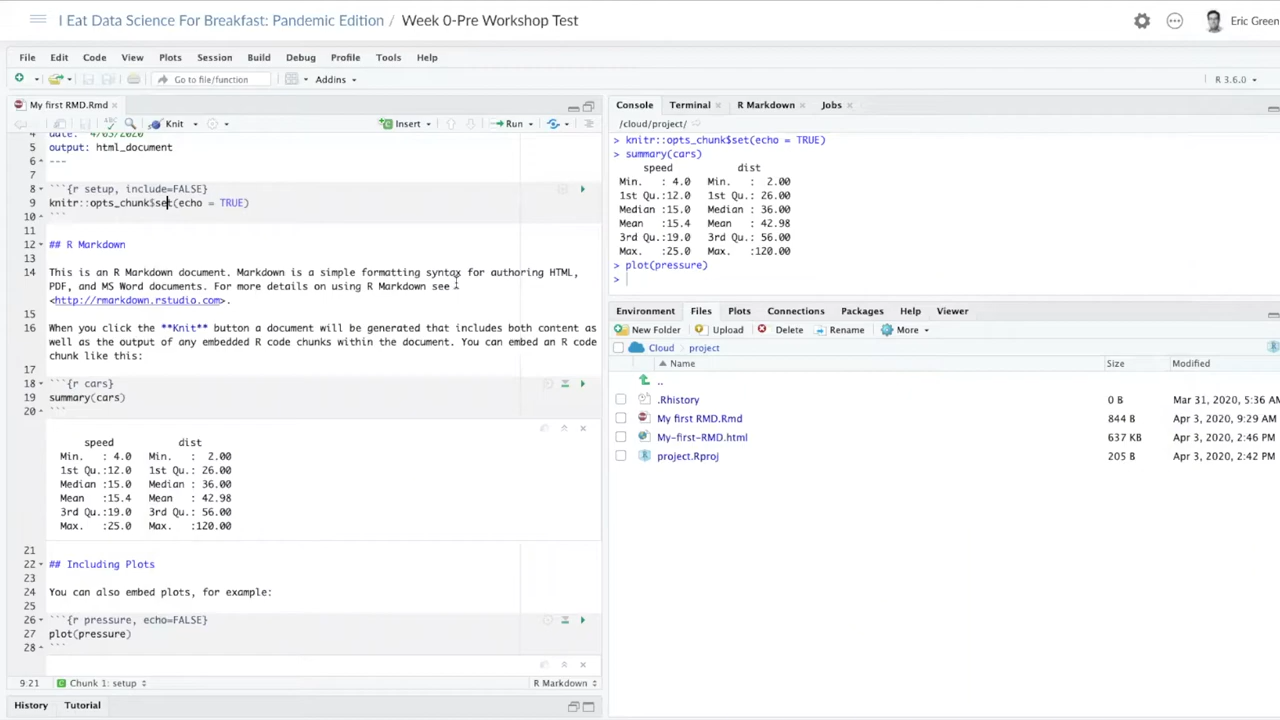 I Eat Data Science For Breakfast: Pandemic Edition / Week 0-Pre Workshop Test
Eric Green
File Edit Code View Plots Session Build Debug Profile Tools Help
Go to file/function
Addins
R 3.6.0
My first RMD.Rmd
Knit
Insert
Run
4 date: "4/03/2020"
5 output: html_document
6 ---
7
8 ```{r setup, include=FALSE}
9 knitr::opts_chunk$set(echo = TRUE)
10 ```
11
12 ## R Markdown
13
14 This is an R Markdown document. Markdown is a simple formatting syntax for authoring HTML,
PDF, and MS Word documents. For more details on using R Markdown see
<http://rmarkdown.rstudio.com>.
15
16 When you click the **Knit** button a document will be generated that includes both content as
well as the output of any embedded R code chunks within the document. You can embed an R code
chunk like this:
17
18 ```{r cars}
19 summary(cars)
20 ```
speed dist
Min. : 4.0 Min. : 2.00
1st Qu.:12.0 1st Qu.: 26.00
Median :15.0 Median : 36.00
Mean :15.4 Mean : 42.98
3rd Qu.:19.0 3rd Qu.: 56.00
Max. :25.0 Max. :120.00
21
22 ## Including Plots
23
24 You can also embed plots, for example:
25
26 ```{r pressure, echo=FALSE}
27 plot(pressure)
28 ```
9:21 Chunk 1: setup R Markdown
History Tutorial
Console Terminal R Markdown Jobs
/cloud/project/
> knitr::opts_chunk$set(echo = TRUE)
> summary(cars)
speed dist
Min. : 4.0 Min. : 2.00
1st Qu.:12.0 1st Qu.: 26.00
Median :15.0 Median : 36.00
Mean :15.4 Mean : 42.98
3rd Qu.:19.0 3rd Qu.: 56.00
Max. :25.0 Max. :120.00
> plot(pressure)
>
Environment Files Plots Connections Packages Help Viewer
New Folder Upload Delete Rename More
Cloud project
Name Size Modified
..
.Rhistory 0 B Mar 31, 2020, 5:36 AM
My first RMD.Rmd 844 B Apr 3, 2020, 9:29 AM
My-first-RMD.html 637 KB Apr 3, 2020, 2:46 PM
project.Rproj 205 B Apr 3, 2020, 2:42 PM